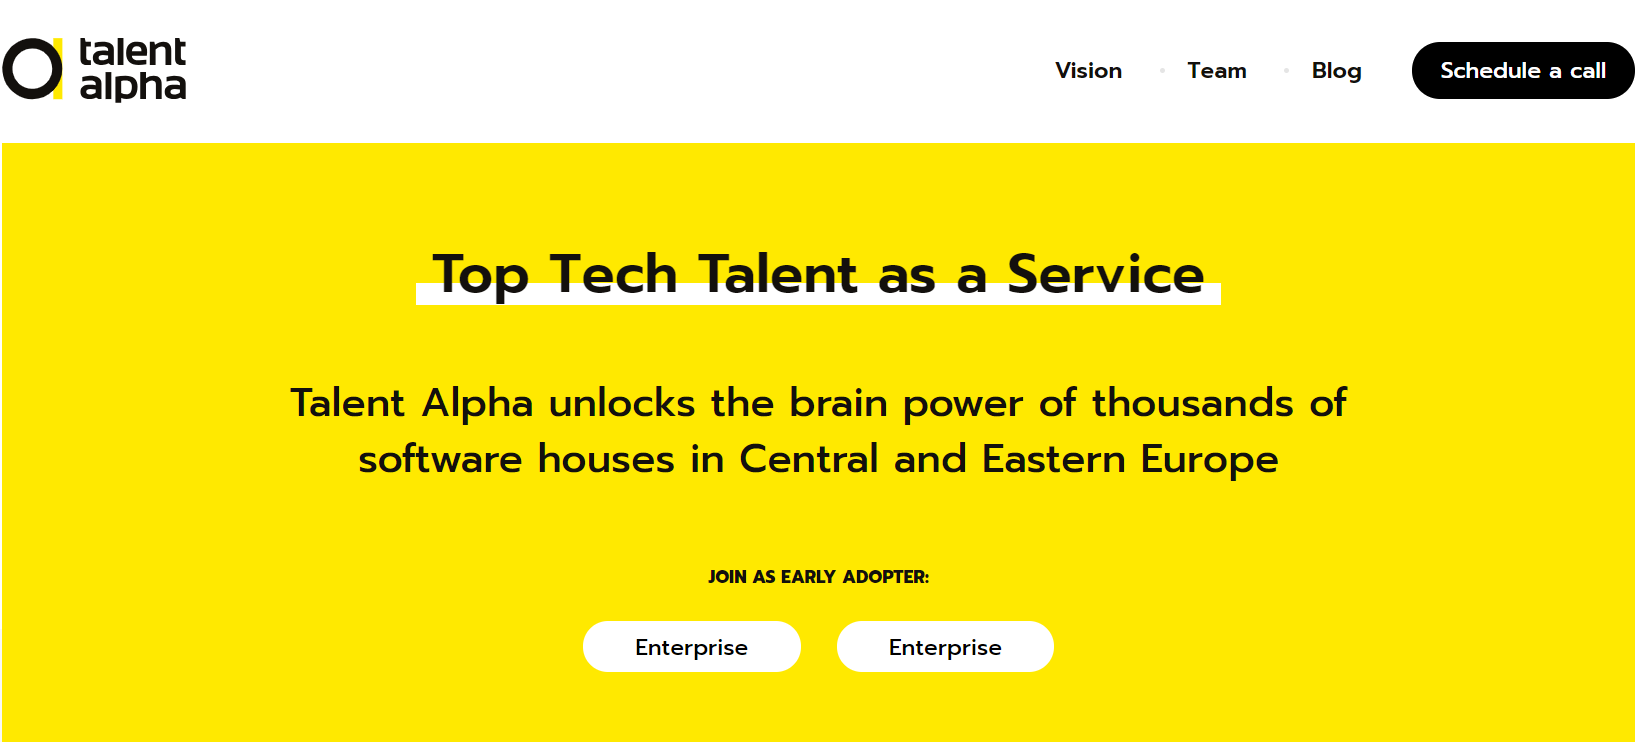 talent
alpha
Vision
Team
Blog
Schedule a call
Top Tech Talent as a Service
Talent Alpha unlocks the brain power of thousands of
software houses in Central and Eastern Europe
JOIN AS EARLY ADOPTER:
Enterprise
Enterprise